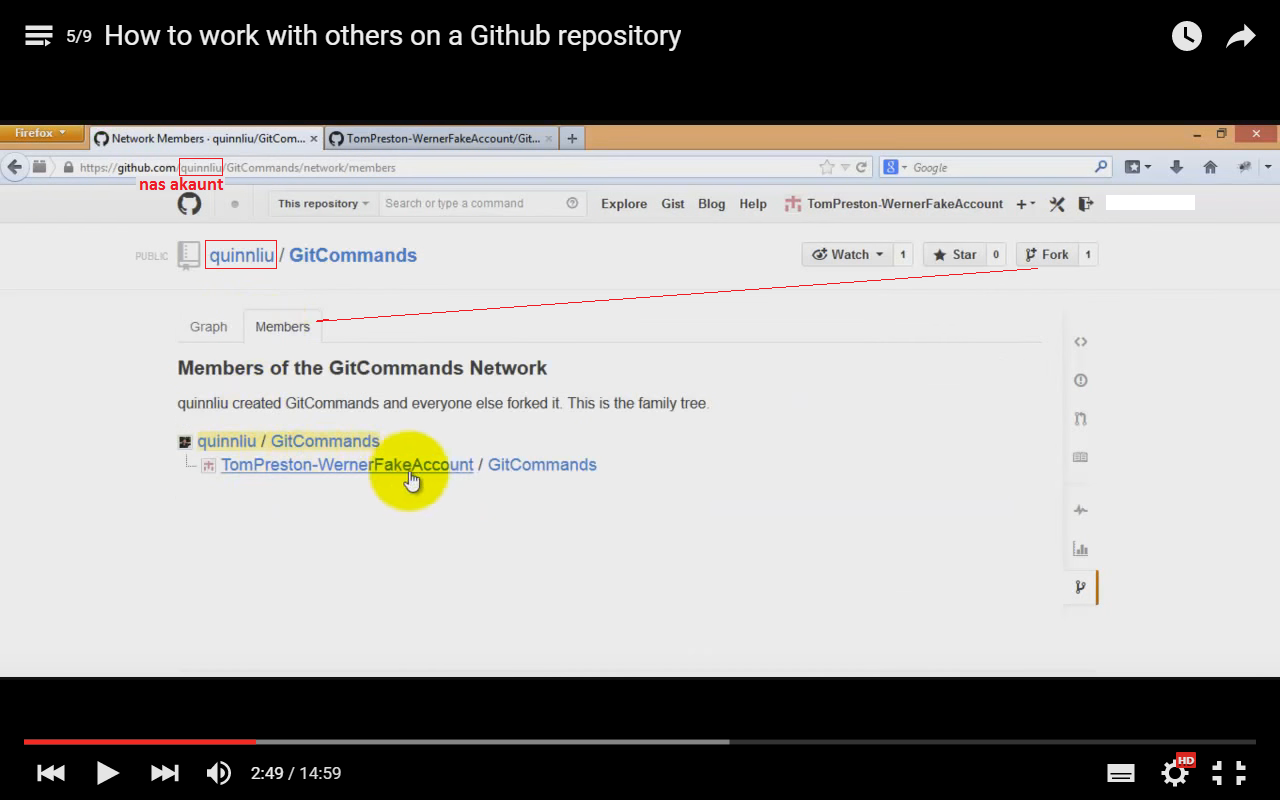 5/9 How to work with others on a Github repository
Firefox
Network Members · quinnliu/GitCom... × TomPreston-WernerFakeAccount/Git... × +
https://github.com/quinnliu/GitCommands/network/members
Google
nas akaunt
This repository Search or type a command Explore Gist Blog Help TomPreston-WernerFakeAccount
PUBLIC quinnliu / GitCommands Watch 1 Star 0 Fork 1
Graph Members
Members of the GitCommands Network
quinnliu created GitCommands and everyone else forked it. This is the family tree.
quinnliu / GitCommands
TomPreston-WernerFakeAccount / GitCommands
2:49 / 14:59
HD